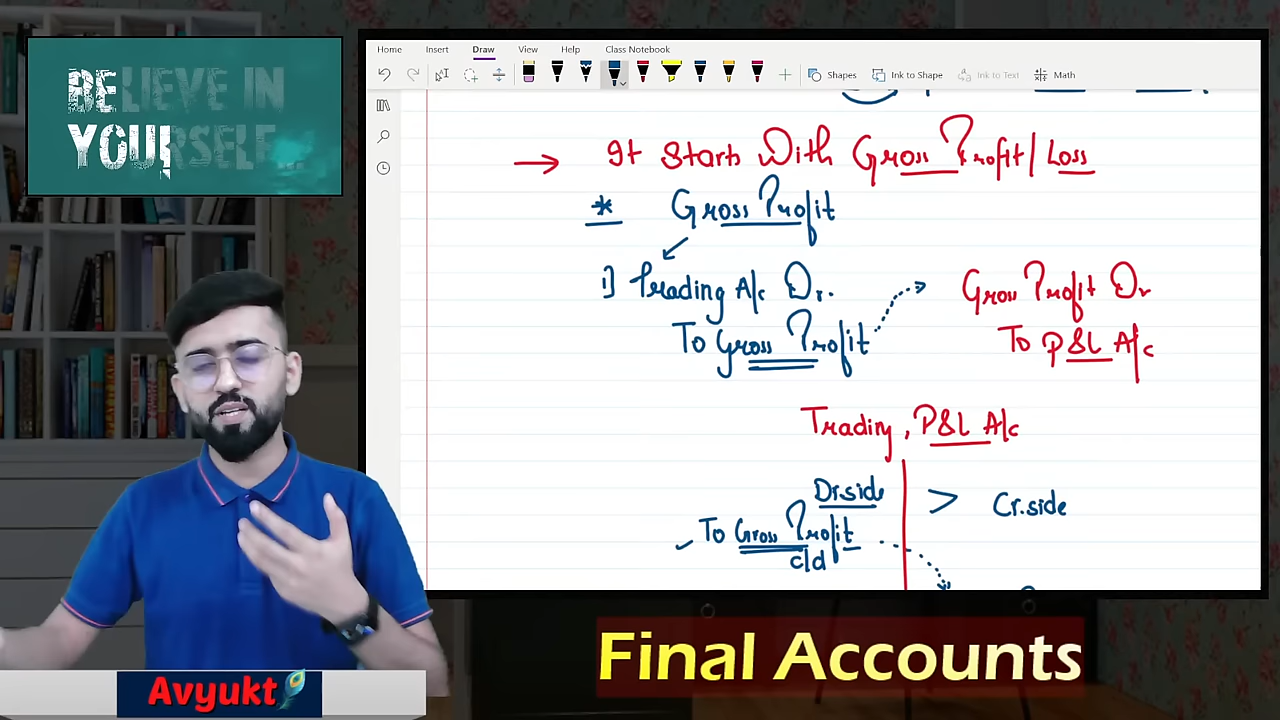 BELIEVE IN
YOURSELF...
Home Insert Draw View Help Class Notebook
Shapes Ink to Shape Ink to Text Math
→ It Starts With Gross Profit/Loss
* Gross Profit
1) Trading A/c Dr.
To Gross Profit
Gross Profit Dr
To P&L A/c
Trading, P&L A/c
Dr.side > Cr.side
To Gross Profit
c/d
Final Accounts
Avyukt